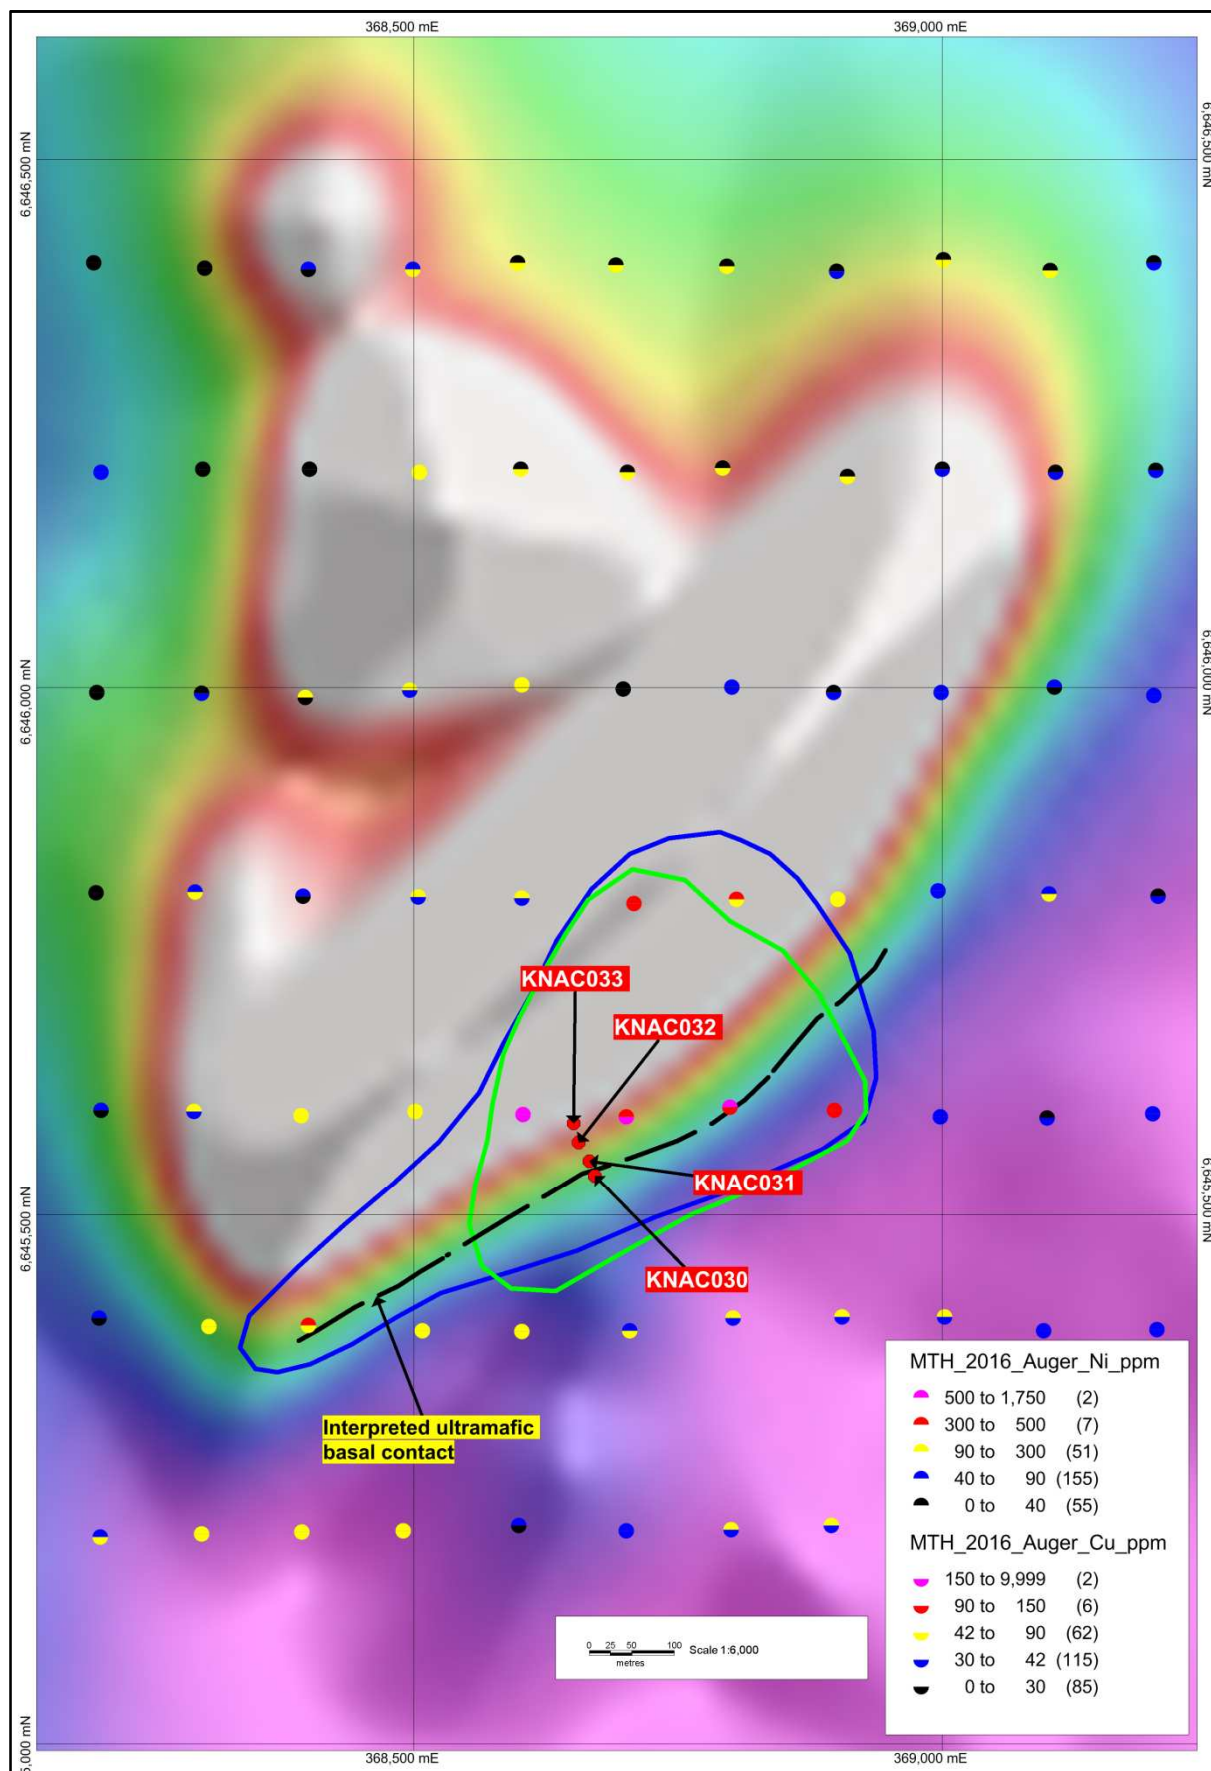 368,500 mE
369,000 mE
6,646,500 mN
6,646,500 mN
6,646,000 mN
6,646,000 mN
KNAC033
KNAC032
KNAC031
6,645,500 mN
6,645,500 mN
KNAC030
Interpreted ultramafic
basal contact
MTH_2016_Auger_Ni_ppm
500 to 1,750 (2)
300 to 500 (7)
90 to 300 (51)
40 to 90 (155)
0 to 40 (55)
MTH_2016_Auger_Cu_ppm
150 to 9,999 (2)
90 to 150 (6)
42 to 90 (62)
30 to 42 (115)
0 to 30 (85)
0 25 50 100
metres
Scale 1:6,000
5,000 mN
368,500 mE
369,000 mE